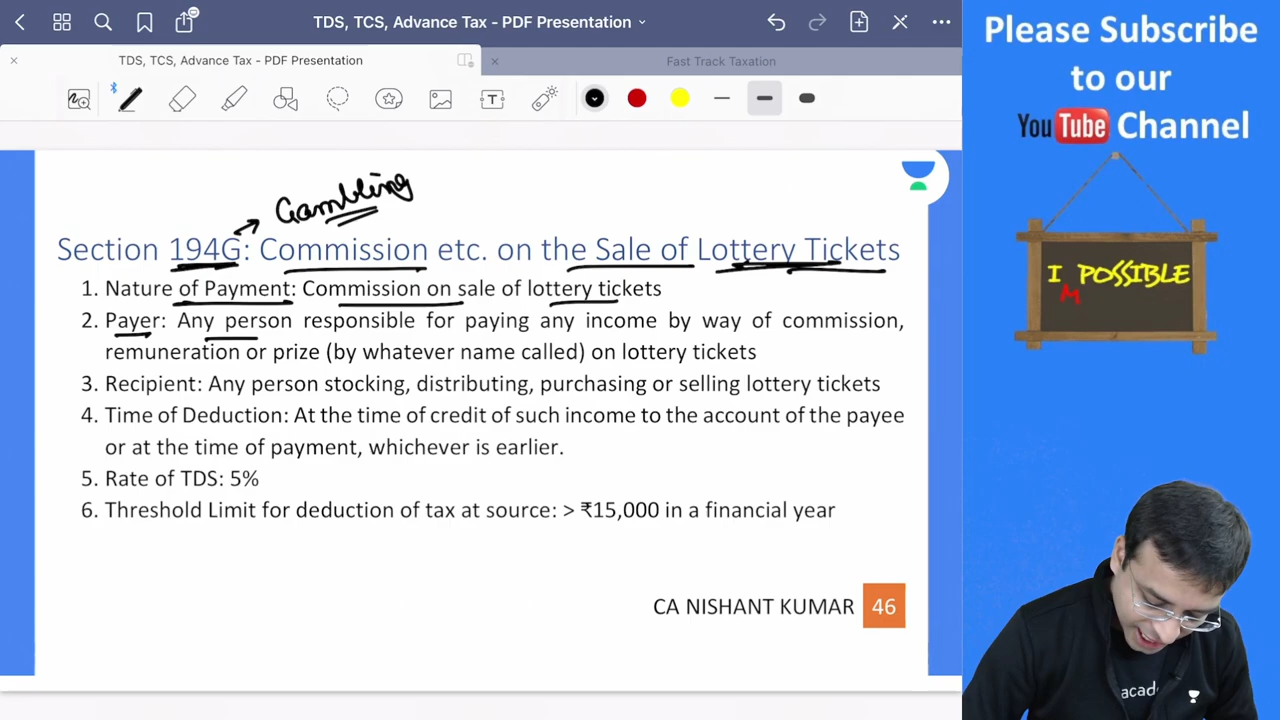 TDS, TCS, Advance Tax - PDF Presentation
TDS, TCS, Advance Tax - PDF Presentation
Fast Track Taxation
Gambling
Section 194G: Commission etc. on the Sale of Lottery Tickets
1. Nature of Payment: Commission on sale of lottery tickets
2. Payer: Any person responsible for paying any income by way of commission,
remuneration or prize (by whatever name called) on lottery tickets
3. Recipient: Any person stocking, distributing, purchasing or selling lottery tickets
4. Time of Deduction: At the time of credit of such income to the account of the payee
or at the time of payment, whichever is earlier.
5. Rate of TDS: 5%
6. Threshold Limit for deduction of tax at source: > ₹15,000 in a financial year
CA NISHANT KUMAR 46
Please Subscribe
to our
YouTube Channel
I POSSIBLE
M
acad